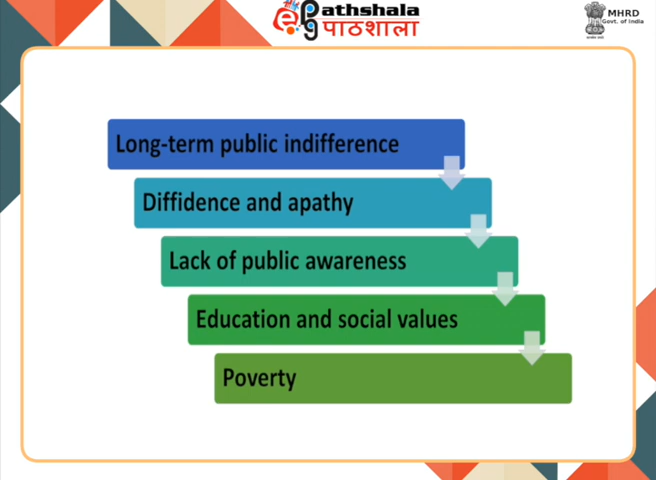 Pathshala
पाठशाला
MHRD
Govt. of India
Long-term public indifference
Diffidence and apathy
Lack of public awareness
Education and social values
Poverty